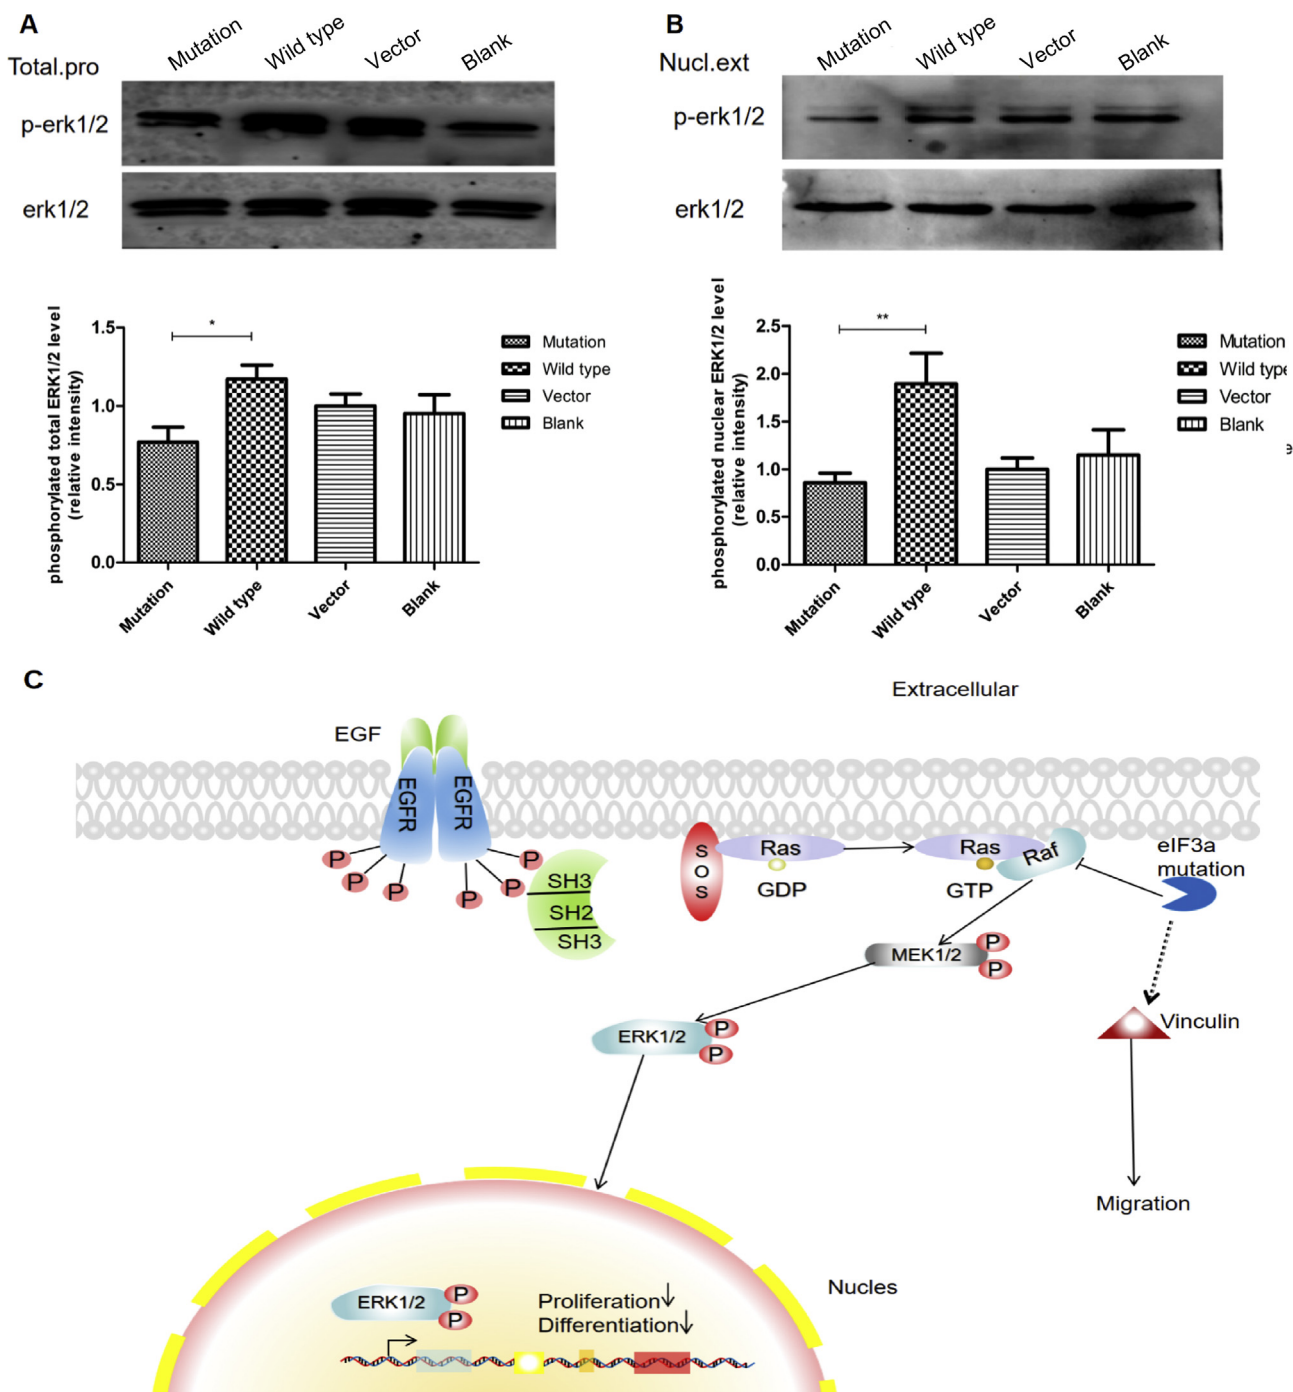 A
Mutation
Wild type
Vector
Blank
Total.pro
p-erk1/2
erk1/2
B
Mutation
Wild type
Vector
Blank
Nucl.ext
p-erk1/2
erk1/2
phosphorylated total ERK1/2 level
(relative intensity)
1.5
1.0
0.5
0.0
*
Mutation
Wild type
Vector
Blank
Mutation
Wild type
Vector
Blank
phosphorylated nuclear ERK1/2 level
(relative intensity)
2.5
2.0
1.5
1.0
0.5
0.0
**
Mutation
Wild type
Vector
Blank
Mutation
Wild type
Vector
Blank
e
C
Extracellular
EGF
EGFR
EGFR
P
P
P
P
P
P
SH3
SH2
SH3
SOS
Ras
GDP
Ras
GTP
Raf
eIF3a
mutation
MEK1/2
P
P
ERK1/2
P
P
Vinculin
Migration
Nucles
ERK1/2
P
P
Proliferation↓
Differentiation↓